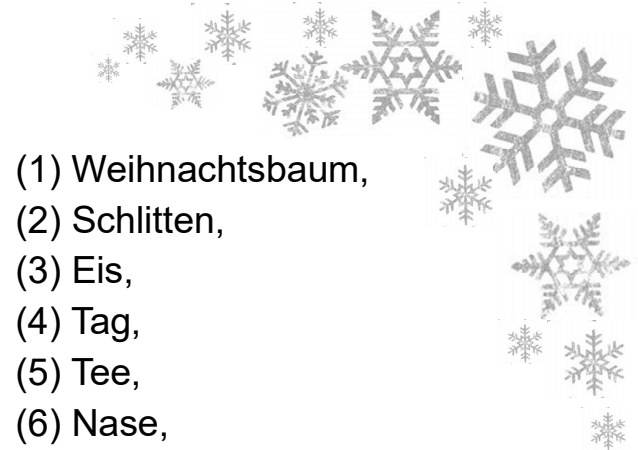 (1) Weihnachtsbaum,
(2) Schlitten,
(3) Eis,
(4) Tag,
(5) Tee,
(6) Nase,